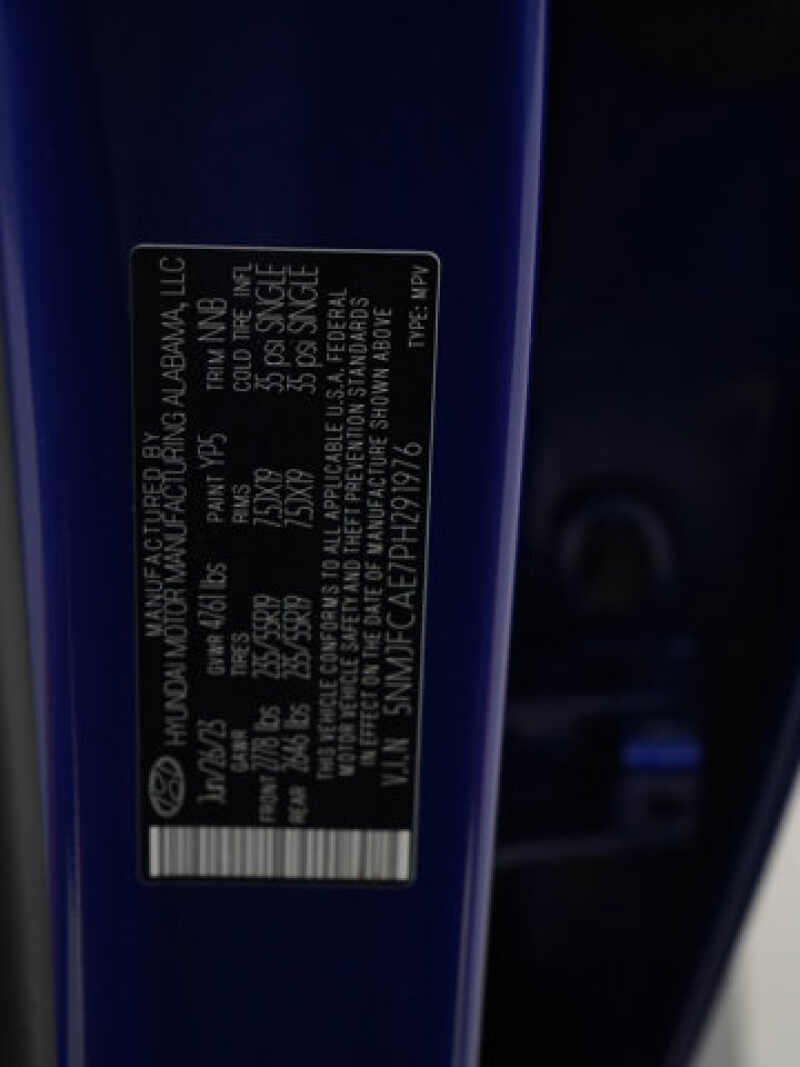 MANUFACTURED BY
HYUNDAI MOTOR MANUFACTURING ALABAMA, LLC
Jun/26/23 GVWR 4761 lbs PAINT YP5 TRIM NNB
GAWR TIRES RIMS COLD TIRE INFL
FRONT 2778 lbs 235/55R19 7.5JX19 35 psi SINGLE
REAR 2646 lbs 235/55R19 7.5JX19 35 psi SINGLE
THIS VEHICLE CONFORMS TO ALL APPLICABLE U.S.A. FEDERAL
MOTOR VEHICLE SAFETY AND THEFT PREVENTION STANDARDS
IN EFFECT ON THE DATE OF MANUFACTURE SHOWN ABOVE
V.I.N 5NMJFCAE7PH291976 TYPE: MPV